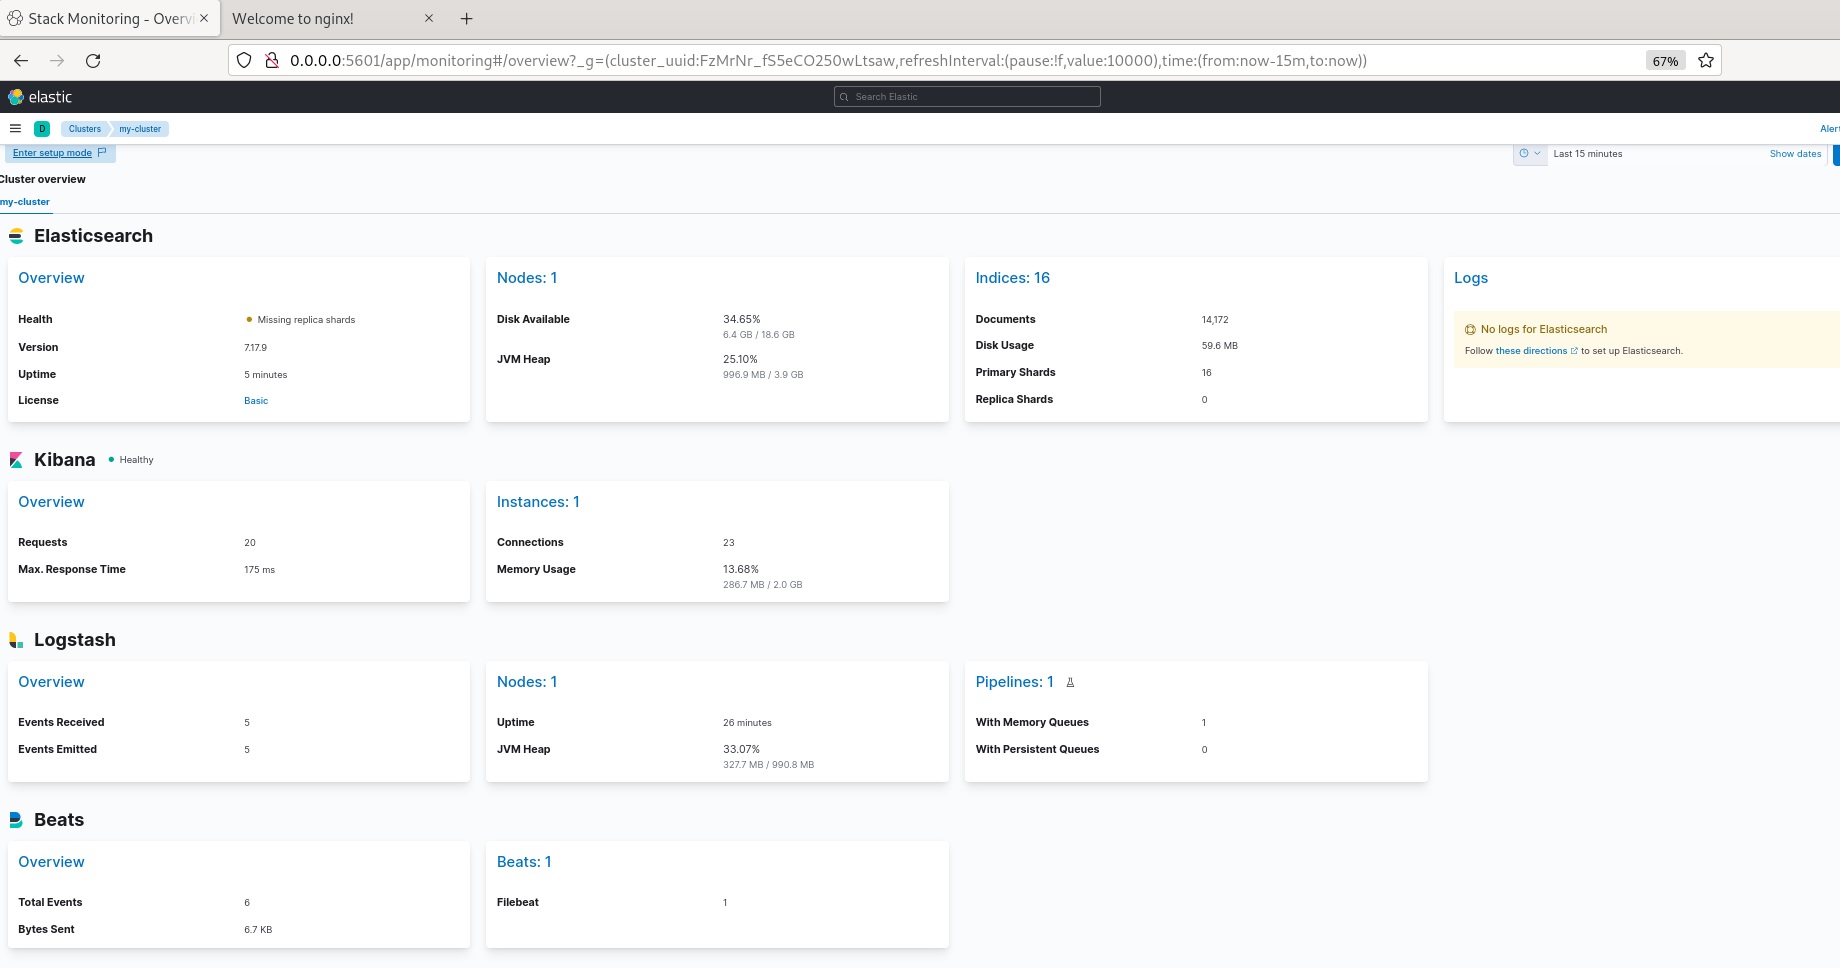 Stack Monitoring - Overvi
Welcome to nginx!
0.0.0.0:5601/app/monitoring#/overview?_g=(cluster_uuid:FzMrNr_fS5eCO250wLtsaw,refreshInterval:(pause:!f,value:10000),time:(from:now-15m,to:now))
67%
elastic
Search Elastic
D
Clusters
my-cluster
Alert
Enter setup mode
Last 15 minutes
Show dates
Cluster overview
my-cluster
Elasticsearch
Overview
Health
Missing replica shards
Version
7.17.9
Uptime
5 minutes
License
Basic
Nodes: 1
Disk Available
34.65%
6.4 GB / 18.6 GB
JVM Heap
25.10%
996.9 MB / 3.9 GB
Indices: 16
Documents
14,172
Disk Usage
59.6 MB
Primary Shards
16
Replica Shards
0
Logs
No logs for Elasticsearch
Follow these directions to set up Elasticsearch.
Kibana
Healthy
Overview
Requests
20
Max. Response Time
175 ms
Instances: 1
Connections
23
Memory Usage
13.68%
286.7 MB / 2.0 GB
Logstash
Overview
Events Received
5
Events Emitted
5
Nodes: 1
Uptime
26 minutes
JVM Heap
33.07%
327.7 MB / 990.8 MB
Pipelines: 1
With Memory Queues
1
With Persistent Queues
0
Beats
Overview
Total Events
6
Bytes Sent
6.7 KB
Beats: 1
Filebeat
1